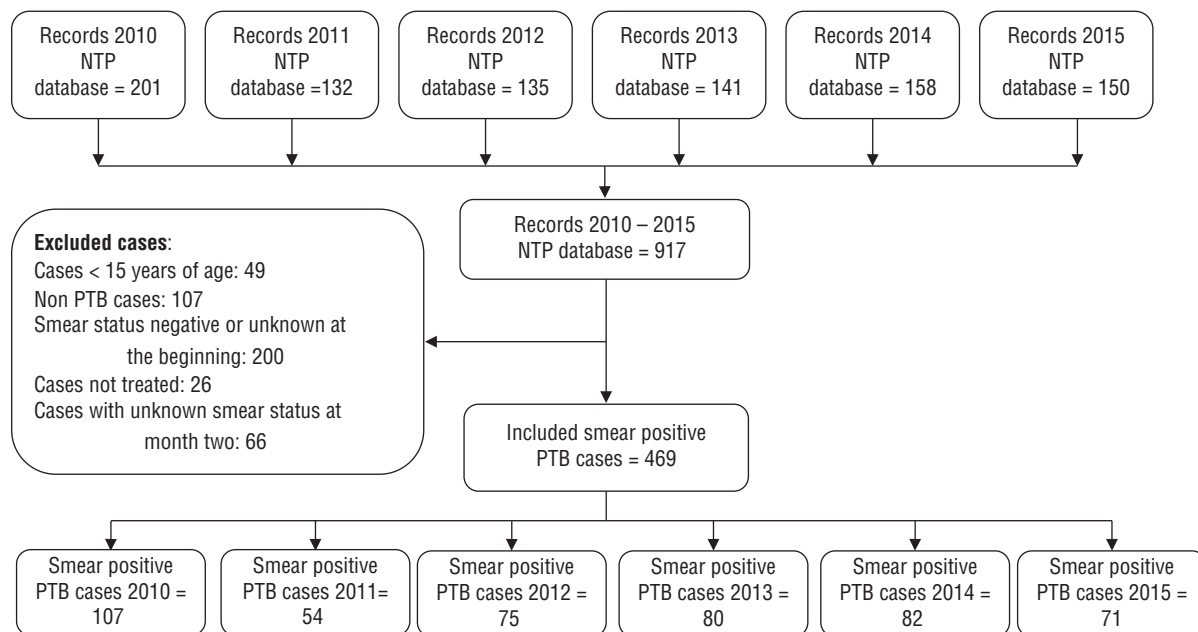 Records 2010
NTP
database = 201
Records 2011
NTP
database =132
Records 2012
NTP
database = 135
Records 2013
NTP
database = 141
Records 2014
NTP
database = 158
Records 2015
NTP
database = 150
Records 2010 – 2015
NTP database = 917
Excluded cases:
Cases < 15 years of age: 49
Non PTB cases: 107
Smear status negative or unknown at
the beginning: 200
Cases not treated: 26
Cases with unknown smear status at
month two: 66
Included smear positive
PTB cases = 469
Smear positive
PTB cases 2010 =
107
Smear positive
PTB cases 2011=
54
Smear positive
PTB cases 2012 =
75
Smear positive
PTB cases 2013 =
80
Smear positive
PTB cases 2014 =
82
Smear positive
PTB cases 2015 =
71